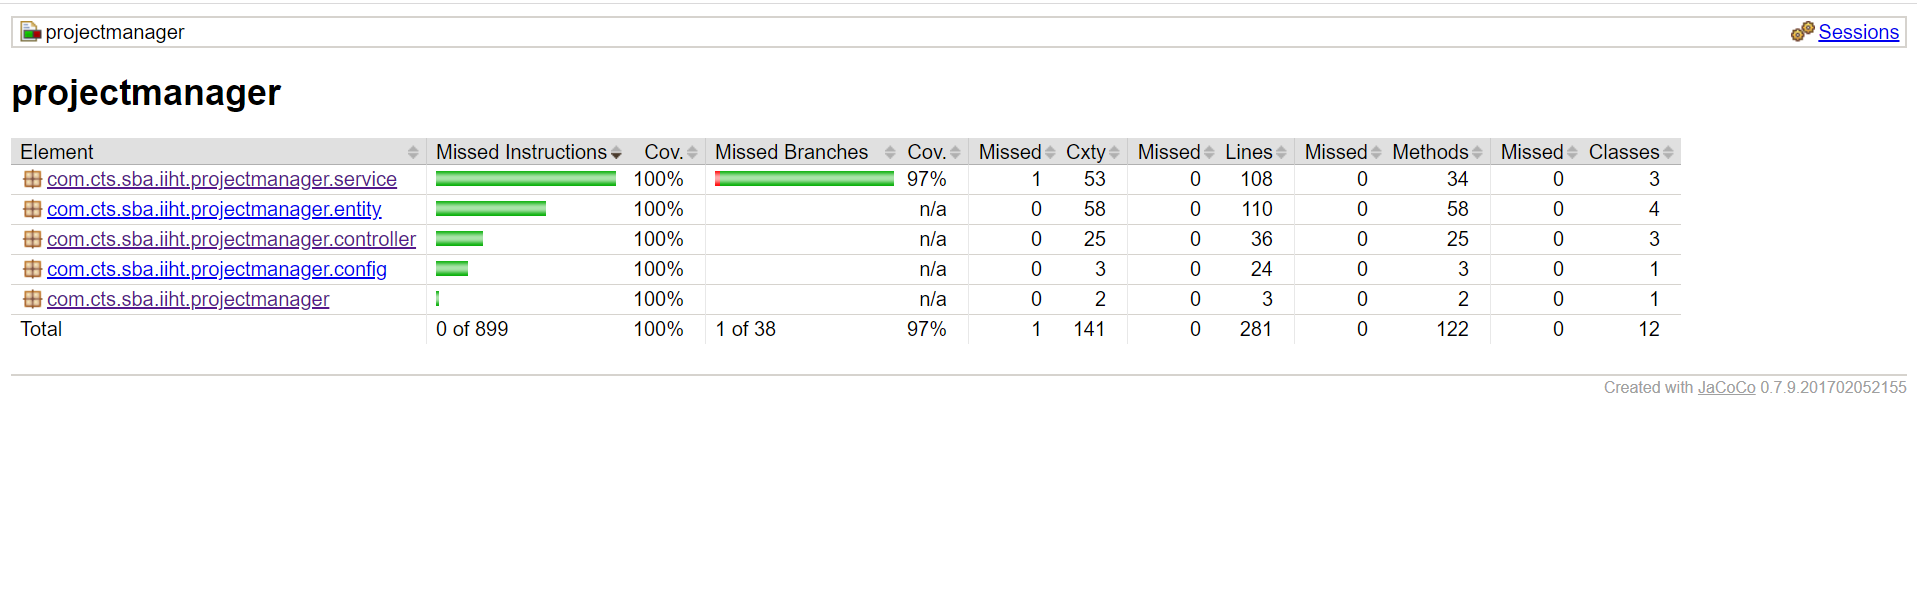 projectmanager Sessions
projectmanager
Element Missed Instructions Cov. Missed Branches Cov. Missed Cxty Missed Lines Missed Methods Missed Classes
com.cts.sba.iiht.projectmanager.service 100% 97% 1 53 0 108 0 34 0 3
com.cts.sba.iiht.projectmanager.entity 100% n/a 0 58 0 110 0 58 0 4
com.cts.sba.iiht.projectmanager.controller 100% n/a 0 25 0 36 0 25 0 3
com.cts.sba.iiht.projectmanager.config 100% n/a 0 3 0 24 0 3 0 1
com.cts.sba.iiht.projectmanager 100% n/a 0 2 0 3 0 2 0 1
Total 0 of 899 100% 1 of 38 97% 1 141 0 281 0 122 0 12
Created with JaCoCo 0.7.9.201702052155